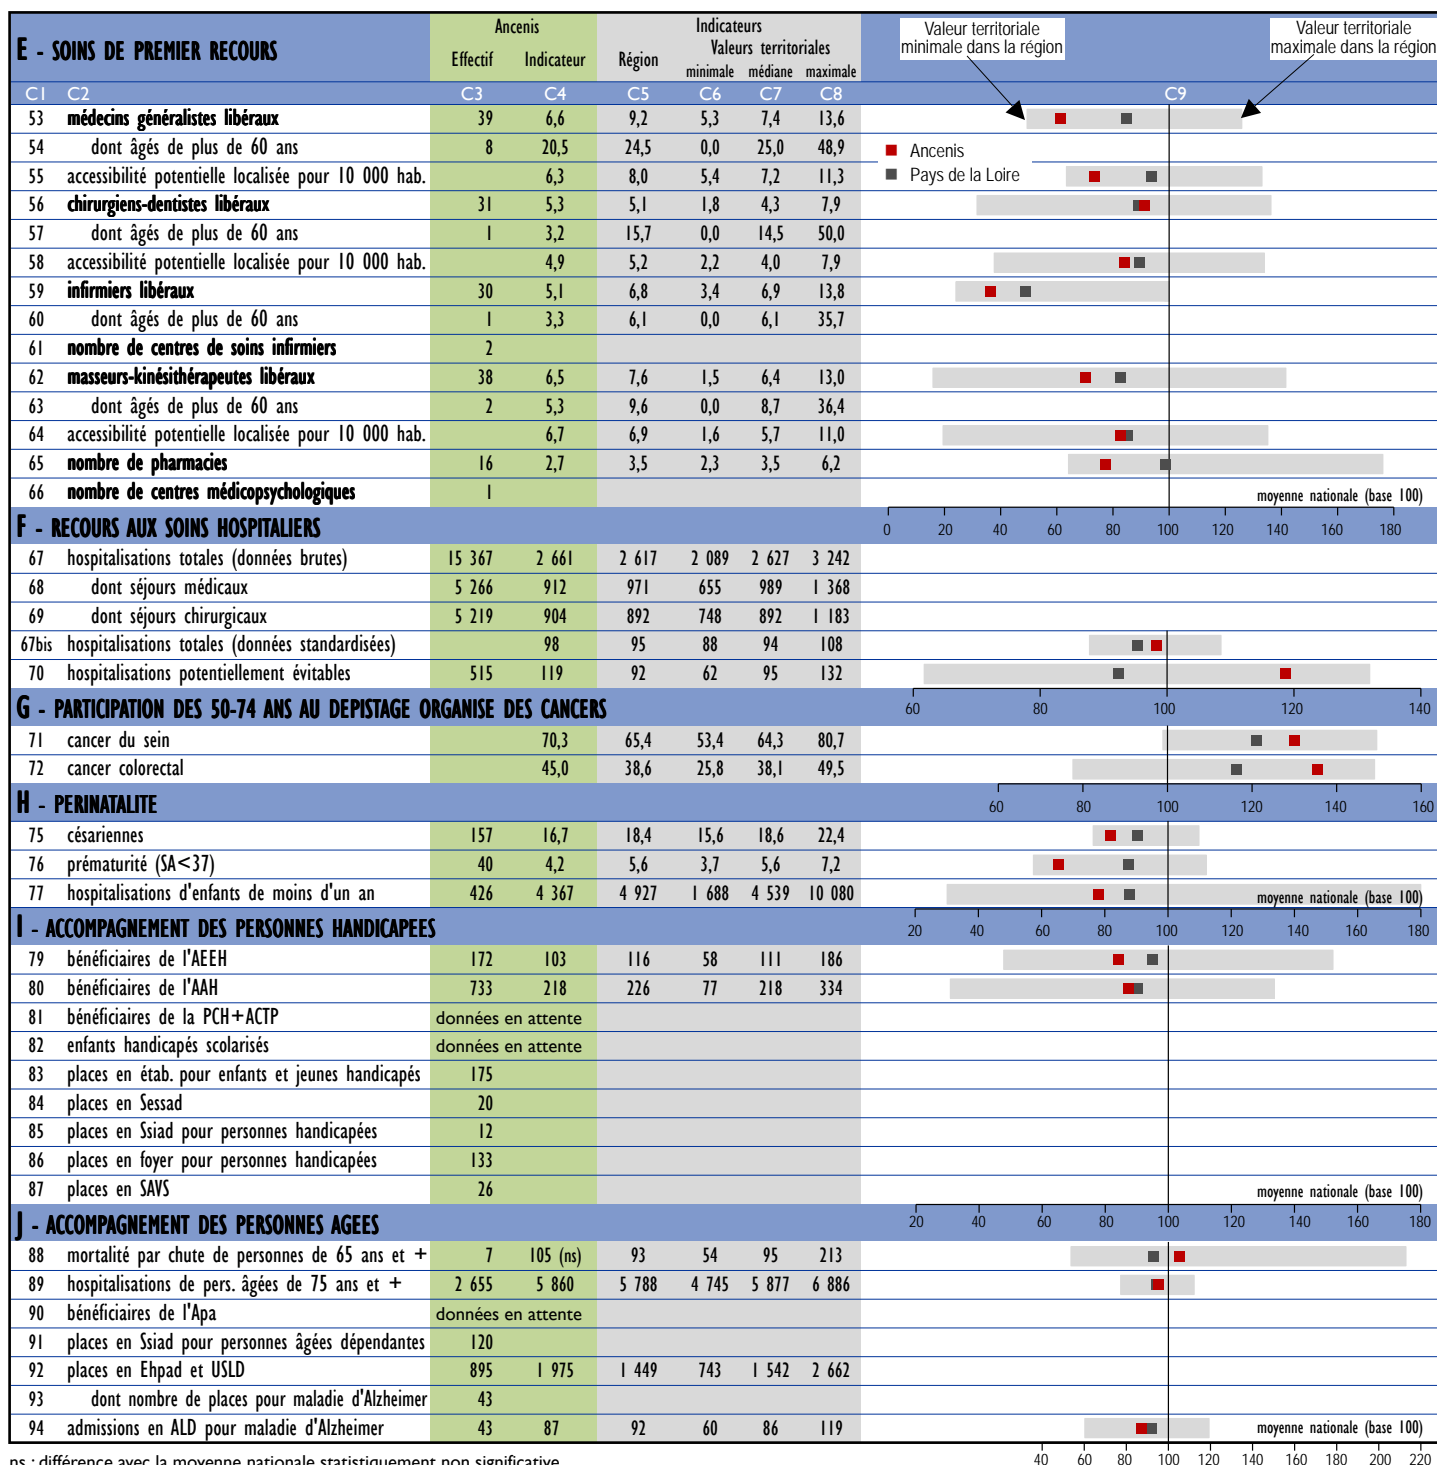 E - SOINS DE PREMIER RECOURS
Ancenis
Indicateurs
Effectif Indicateur Région Valeurs territoriales
minimale médiane maximale
Valeur territoriale
minimale dans la région
Valeur territoriale
maximale dans la région
C1 C2 C3 C4 C5 C6 C7 C8 C9
53 médecins généralistes libéraux 39 6,6 9,2 5,3 7,4 13,6
54 dont âgés de plus de 60 ans 8 20,5 24,5 0,0 25,0 48,9
Ancenis
Pays de la Loire
55 accessibilité potentielle localisée pour 10 000 hab. 6,3 8,0 5,4 7,2 11,3
56 chirurgiens-dentistes libéraux 31 5,3 5,1 1,8 4,3 7,9
57 dont âgés de plus de 60 ans 1 3,2 15,7 0,0 14,5 50,0
58 accessibilité potentielle localisée pour 10 000 hab. 4,9 5,2 2,2 4,0 7,9
59 infirmiers libéraux 30 5,1 6,8 3,4 6,9 13,8
60 dont âgés de plus de 60 ans 1 3,3 6,1 0,0 6,1 35,7
61 nombre de centres de soins infirmiers 2
62 masseurs-kinésithérapeutes libéraux 38 6,5 7,6 1,5 6,4 13,0
63 dont âgés de plus de 60 ans 2 5,3 9,6 0,0 8,7 36,4
64 accessibilité potentielle localisée pour 10 000 hab. 6,7 6,9 1,6 5,7 11,0
65 nombre de pharmacies 16 2,7 3,5 2,3 3,5 6,2
66 nombre de centres médicopsychologiques 1 moyenne nationale (base 100)
F - RECOURS AUX SOINS HOSPITALIERS 0 20 40 60 80 100 120 140 160 180
67 hospitalisations totales (données brutes) 15 367 2 661 2 617 2 089 2 627 3 242
68 dont séjours médicaux 5 266 912 971 655 989 1 368
69 dont séjours chirurgicaux 5 219 904 892 748 892 1 183
67bis hospitalisations totales (données standardisées) 98 95 88 94 108
70 hospitalisations potentiellement évitables 515 119 92 62 95 132
G - PARTICIPATION DES 50-74 ANS AU DEPISTAGE ORGANISE DES CANCERS 60 80 100 120 140
71 cancer du sein 70,3 65,4 53,4 64,3 80,7
72 cancer colorectal 45,0 38,6 25,8 38,1 49,5
H - PERINATALITE 60 80 100 120 140 160
75 césariennes 157 16,7 18,4 15,6 18,6 22,4
76 prématurité (SA<37) 40 4,2 5,6 3,7 5,6 7,2
77 hospitalisations d'enfants de moins d'un an 426 4 367 4 927 1 688 4 539 10 080 moyenne nationale (base 100)
I - ACCOMPAGNEMENT DES PERSONNES HANDICAPEES 20 40 60 80 100 120 140 160 180
79 bénéficiaires de l'AEEH 172 103 116 58 111 186
80 bénéficiaires de l'AAH 733 218 226 77 218 334
81 bénéficiaires de la PCH+ACTP données en attente
82 enfants handicapés scolarisés données en attente
83 places en étab. pour enfants et jeunes handicapés 175
84 places en Sessad 20
85 places en Ssiad pour personnes handicapées 12
86 places en foyer pour personnes handicapées 133
87 places en SAVS 26 moyenne nationale (base 100)
J - ACCOMPAGNEMENT DES PERSONNES AGEES 20 40 60 80 100 120 140 160 180
88 mortalité par chute de personnes de 65 ans et + 7 105 (ns) 93 54 95 213
89 hospitalisations de pers. âgées de 75 ans et + 2 655 5 860 5 788 4 745 5 877 6 886
90 bénéficiaires de l'Apa données en attente
91 places en Ssiad pour personnes âgées dépendantes 120
92 places en Ehpad et USLD 895 1 975 1 449 743 1 542 2 662
93 dont nombre de places pour maladie d'Alzheimer 43
94 admissions en ALD pour maladie d'Alzheimer 43 87 92 60 86 119 moyenne nationale (base 100)
40 60 80 100 120 140 160 180 200 220
ns : différence avec la moyenne nationale statistiquement non significative